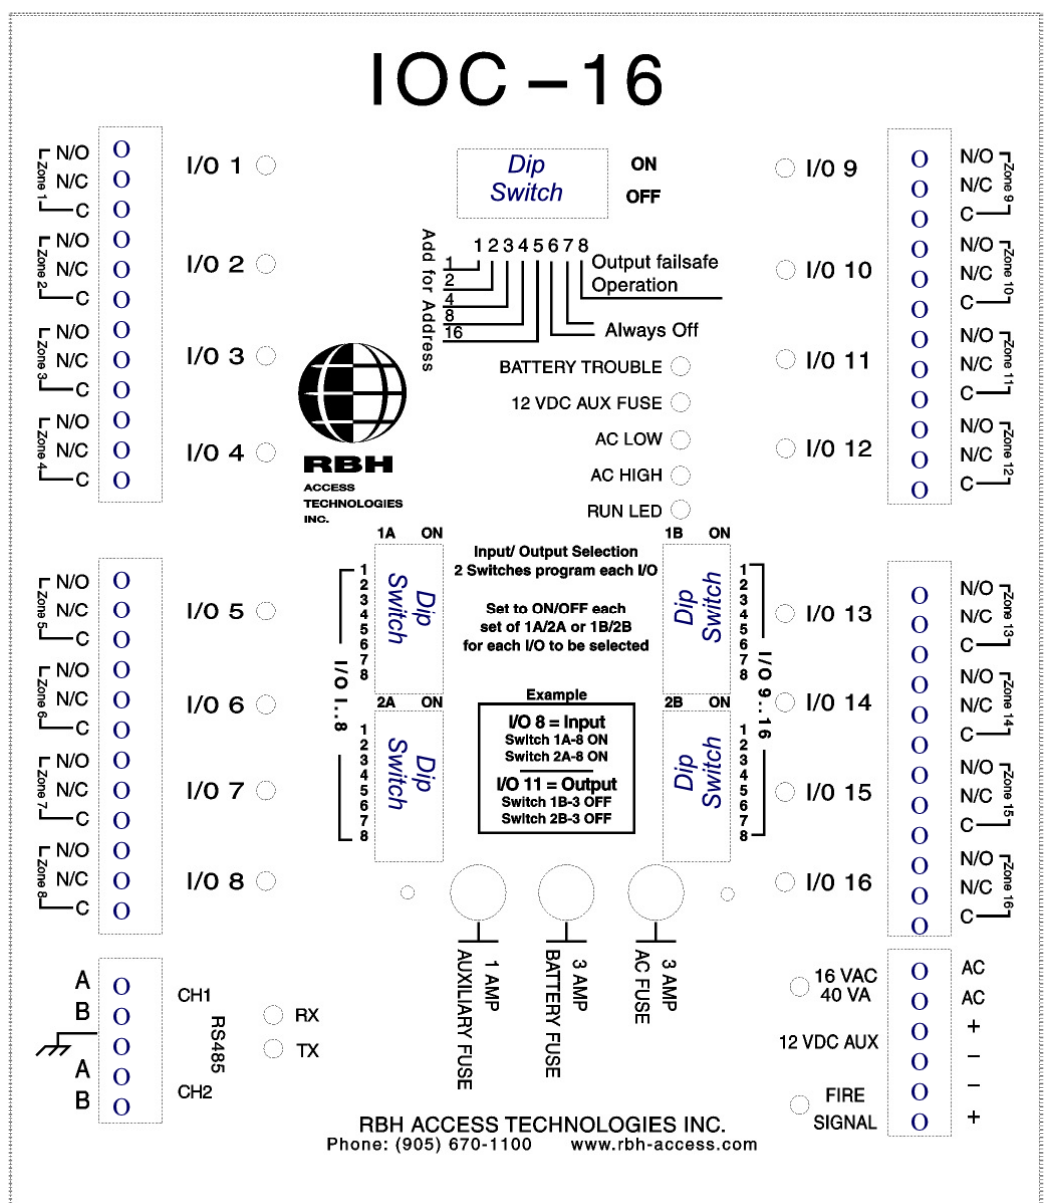 IOC – 16
N/O
Zone 1
N/C
C
N/O
Zone 2
N/C
C
N/O
Zone 3
N/C
C
N/O
Zone 4
N/C
C
O
O
O
O
O
O
O
O
O
O
O
O
I/O 1
I/O 2
I/O 3
I/O 4
Dip
Switch
ON
OFF
1 2 3 4 5 6 7 8
Add for Address
1
2
4
8
16
Output failsafe
Operation
Always Off
BATTERY TROUBLE
12 VDC AUX FUSE
AC LOW
AC HIGH
RUN LED
RBH
ACCESS
TECHNOLOGIES
INC.
I/O 9
I/O 10
I/O 11
I/O 12
O
O
O
O
O
O
O
O
O
O
O
O
N/O
Zone 9
N/C
C
N/O
Zone 10
N/C
C
N/O
Zone 11
N/C
C
N/O
Zone 12
N/C
C
N/O
Zone 5
N/C
C
N/O
Zone 6
N/C
C
N/O
Zone 7
N/C
C
N/O
Zone 8
N/C
C
O
O
O
O
O
O
O
O
O
O
O
O
I/O 5
I/O 6
I/O 7
I/O 8
I/O 1..8
1A ON
1
2
3
4
5
6
7
8
Dip
Switch
2A ON
1
2
3
4
5
6
7
8
Dip
Switch
Input/ Output Selection
2 Switches program each I/O
Set to ON/OFF each
set of 1A/2A or 1B/2B
for each I/O to be selected
Example
I/O 8 = Input
Switch 1A-8 ON
Switch 2A-8 ON
I/O 11 = Output
Switch 1B-3 OFF
Switch 2B-3 OFF
1B ON
Dip
Switch
1
2
3
4
5
6
7
8
2B ON
Dip
Switch
1
2
3
4
5
6
7
8
I/O 9..16
I/O 13
I/O 14
I/O 15
I/O 16
O
O
O
O
O
O
O
O
O
O
O
O
N/O
Zone 13
N/C
C
N/O
Zone 14
N/C
C
N/O
Zone 15
N/C
C
N/O
Zone 16
N/C
C
1 AMP
AUXILIARY FUSE
3 AMP
BATTERY FUSE
3 AMP
AC FUSE
A
B
A
B
O
O
O
O
O
CH1
RS485
CH2
RX
TX
16 VAC
40 VA
12 VDC AUX
FIRE
SIGNAL
O
O
O
O
O
O
AC
AC
+
–
–
+
RBH ACCESS TECHNOLOGIES INC.
Phone: (905) 670-1100 www.rbh-access.com